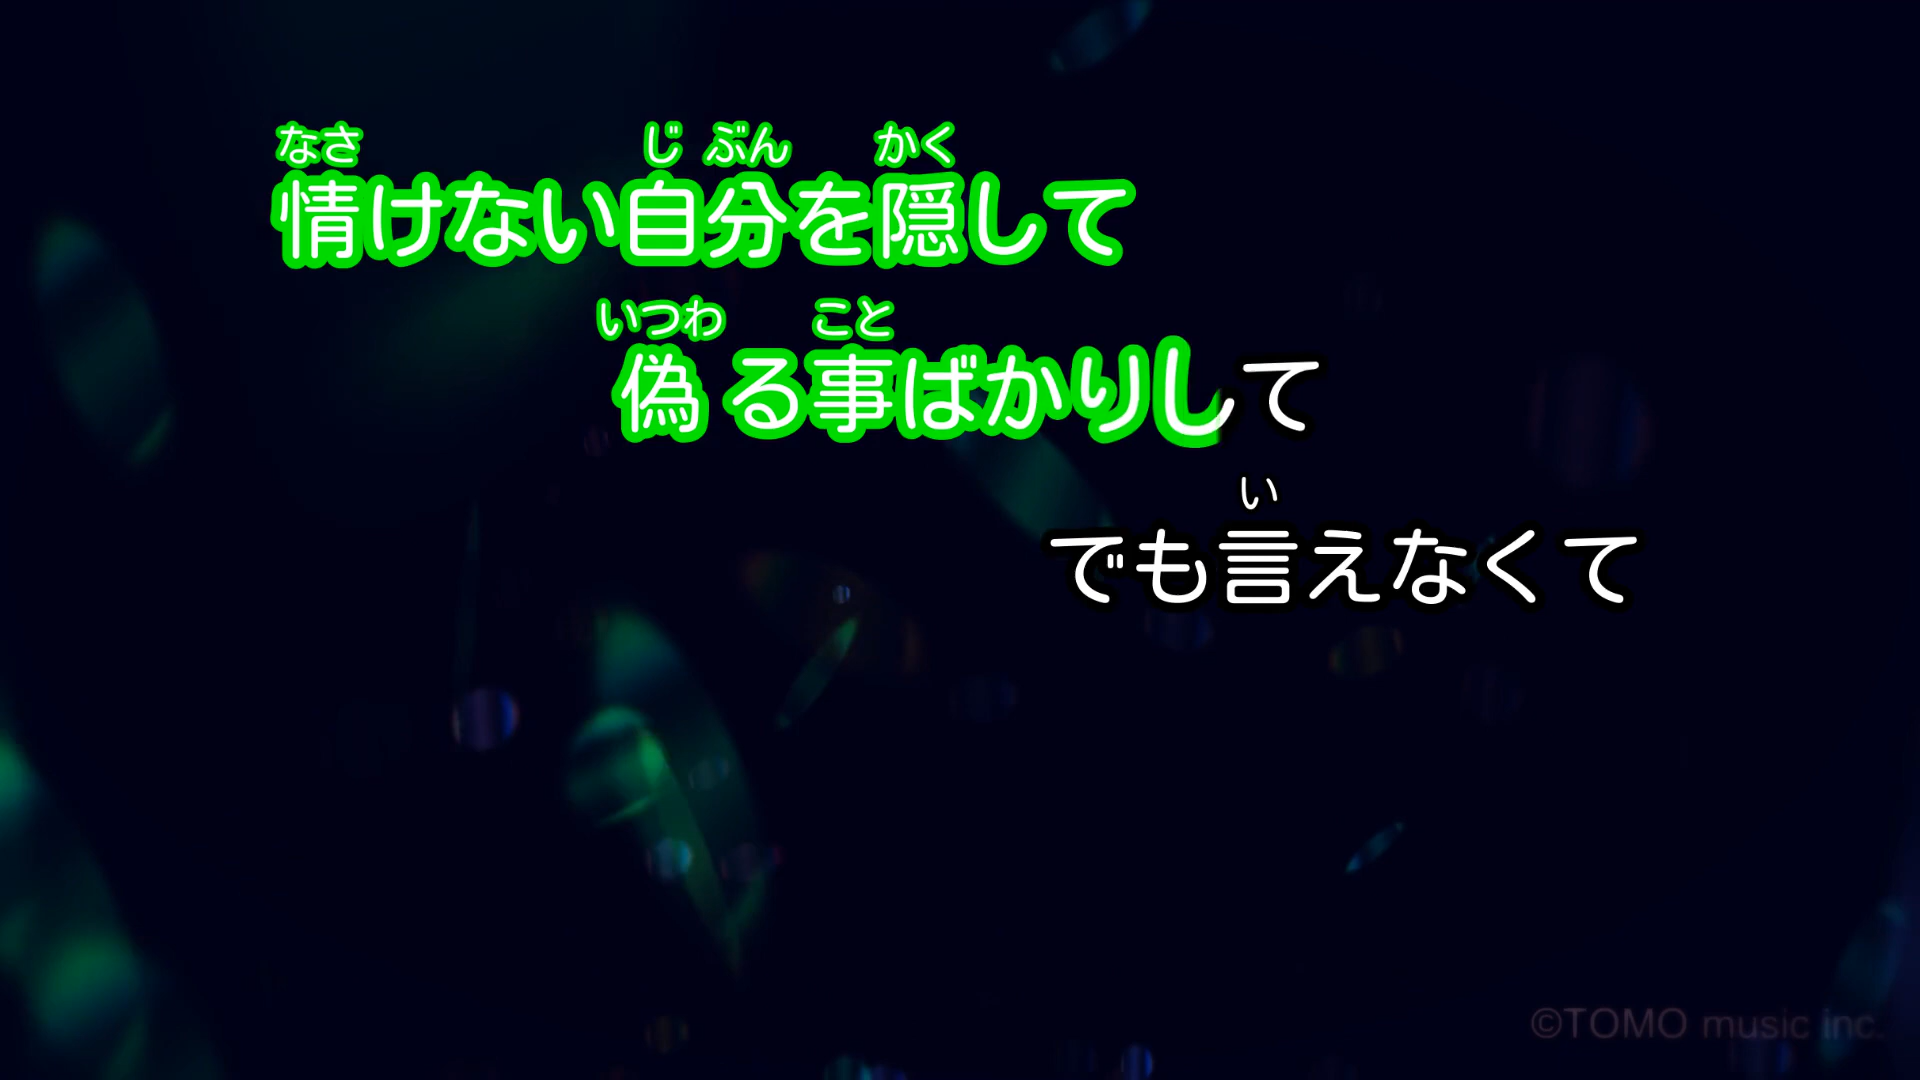 なさ じ ぶん かく
情けない自分を隠して
いつわ こと
偽る事ばかりして
い
でも言えなくて
©TOMO music inc.